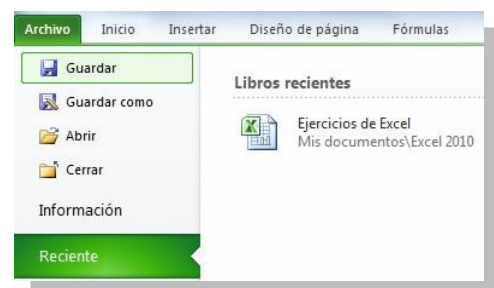 Archivo Inicio Insertar Diseño de página Fórmulas
Guardar
Guardar como
Abrir
Cerrar
Información
Reciente
Libros recientes
Ejercicios de Excel
Mis documentos\Excel 2010